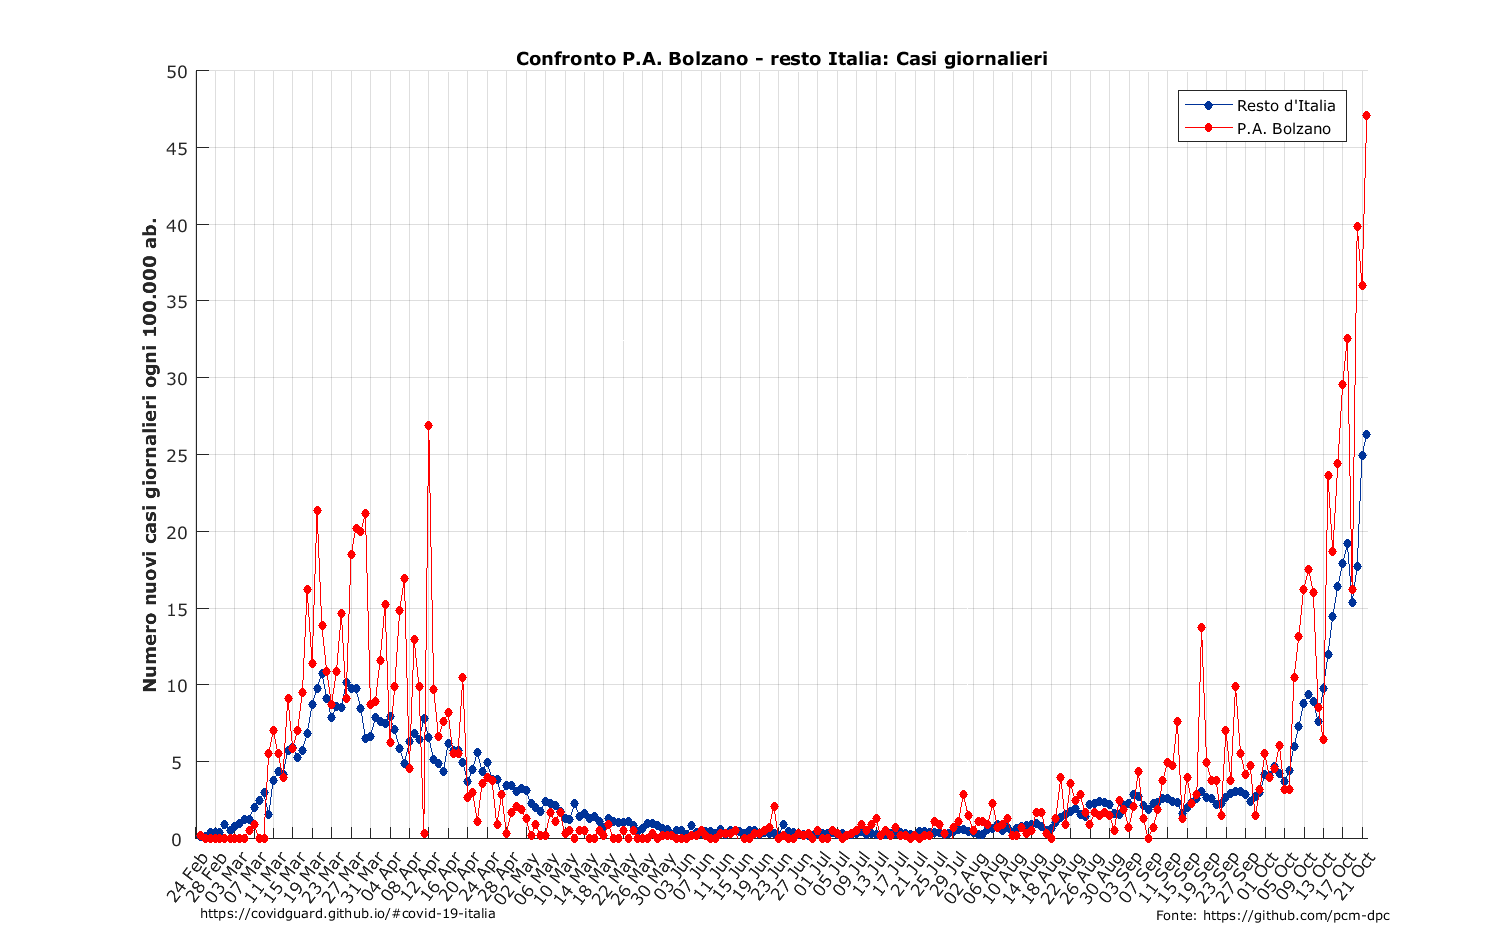 Confronto P.A. Bolzano - resto Italia: Casi giornalieri
Resto d'Italia
P.A. Bolzano
Numero nuovi casi giornalieri ogni 100.000 ab.
50
45
40
35
30
25
20
15
10
5
0
24 Feb
28 Feb
03 Mar
07 Mar
11 Mar
15 Mar
19 Mar
23 Mar
27 Mar
31 Mar
04 Apr
08 Apr
12 Apr
16 Apr
20 Apr
24 Apr
28 Apr
02 May
06 May
10 May
14 May
18 May
22 May
26 May
30 May
03 Jun
07 Jun
11 Jun
15 Jun
19 Jun
23 Jun
27 Jun
01 Jul
05 Jul
09 Jul
13 Jul
17 Jul
21 Jul
25 Jul
29 Jul
02 Aug
06 Aug
10 Aug
14 Aug
18 Aug
22 Aug
26 Aug
30 Aug
03 Sep
07 Sep
11 Sep
15 Sep
19 Sep
23 Sep
27 Sep
01 Oct
05 Oct
09 Oct
13 Oct
17 Oct
21 Oct
https://covidguard.github.io/#covid-19-italia
Fonte: https://github.com/pcm-dpc